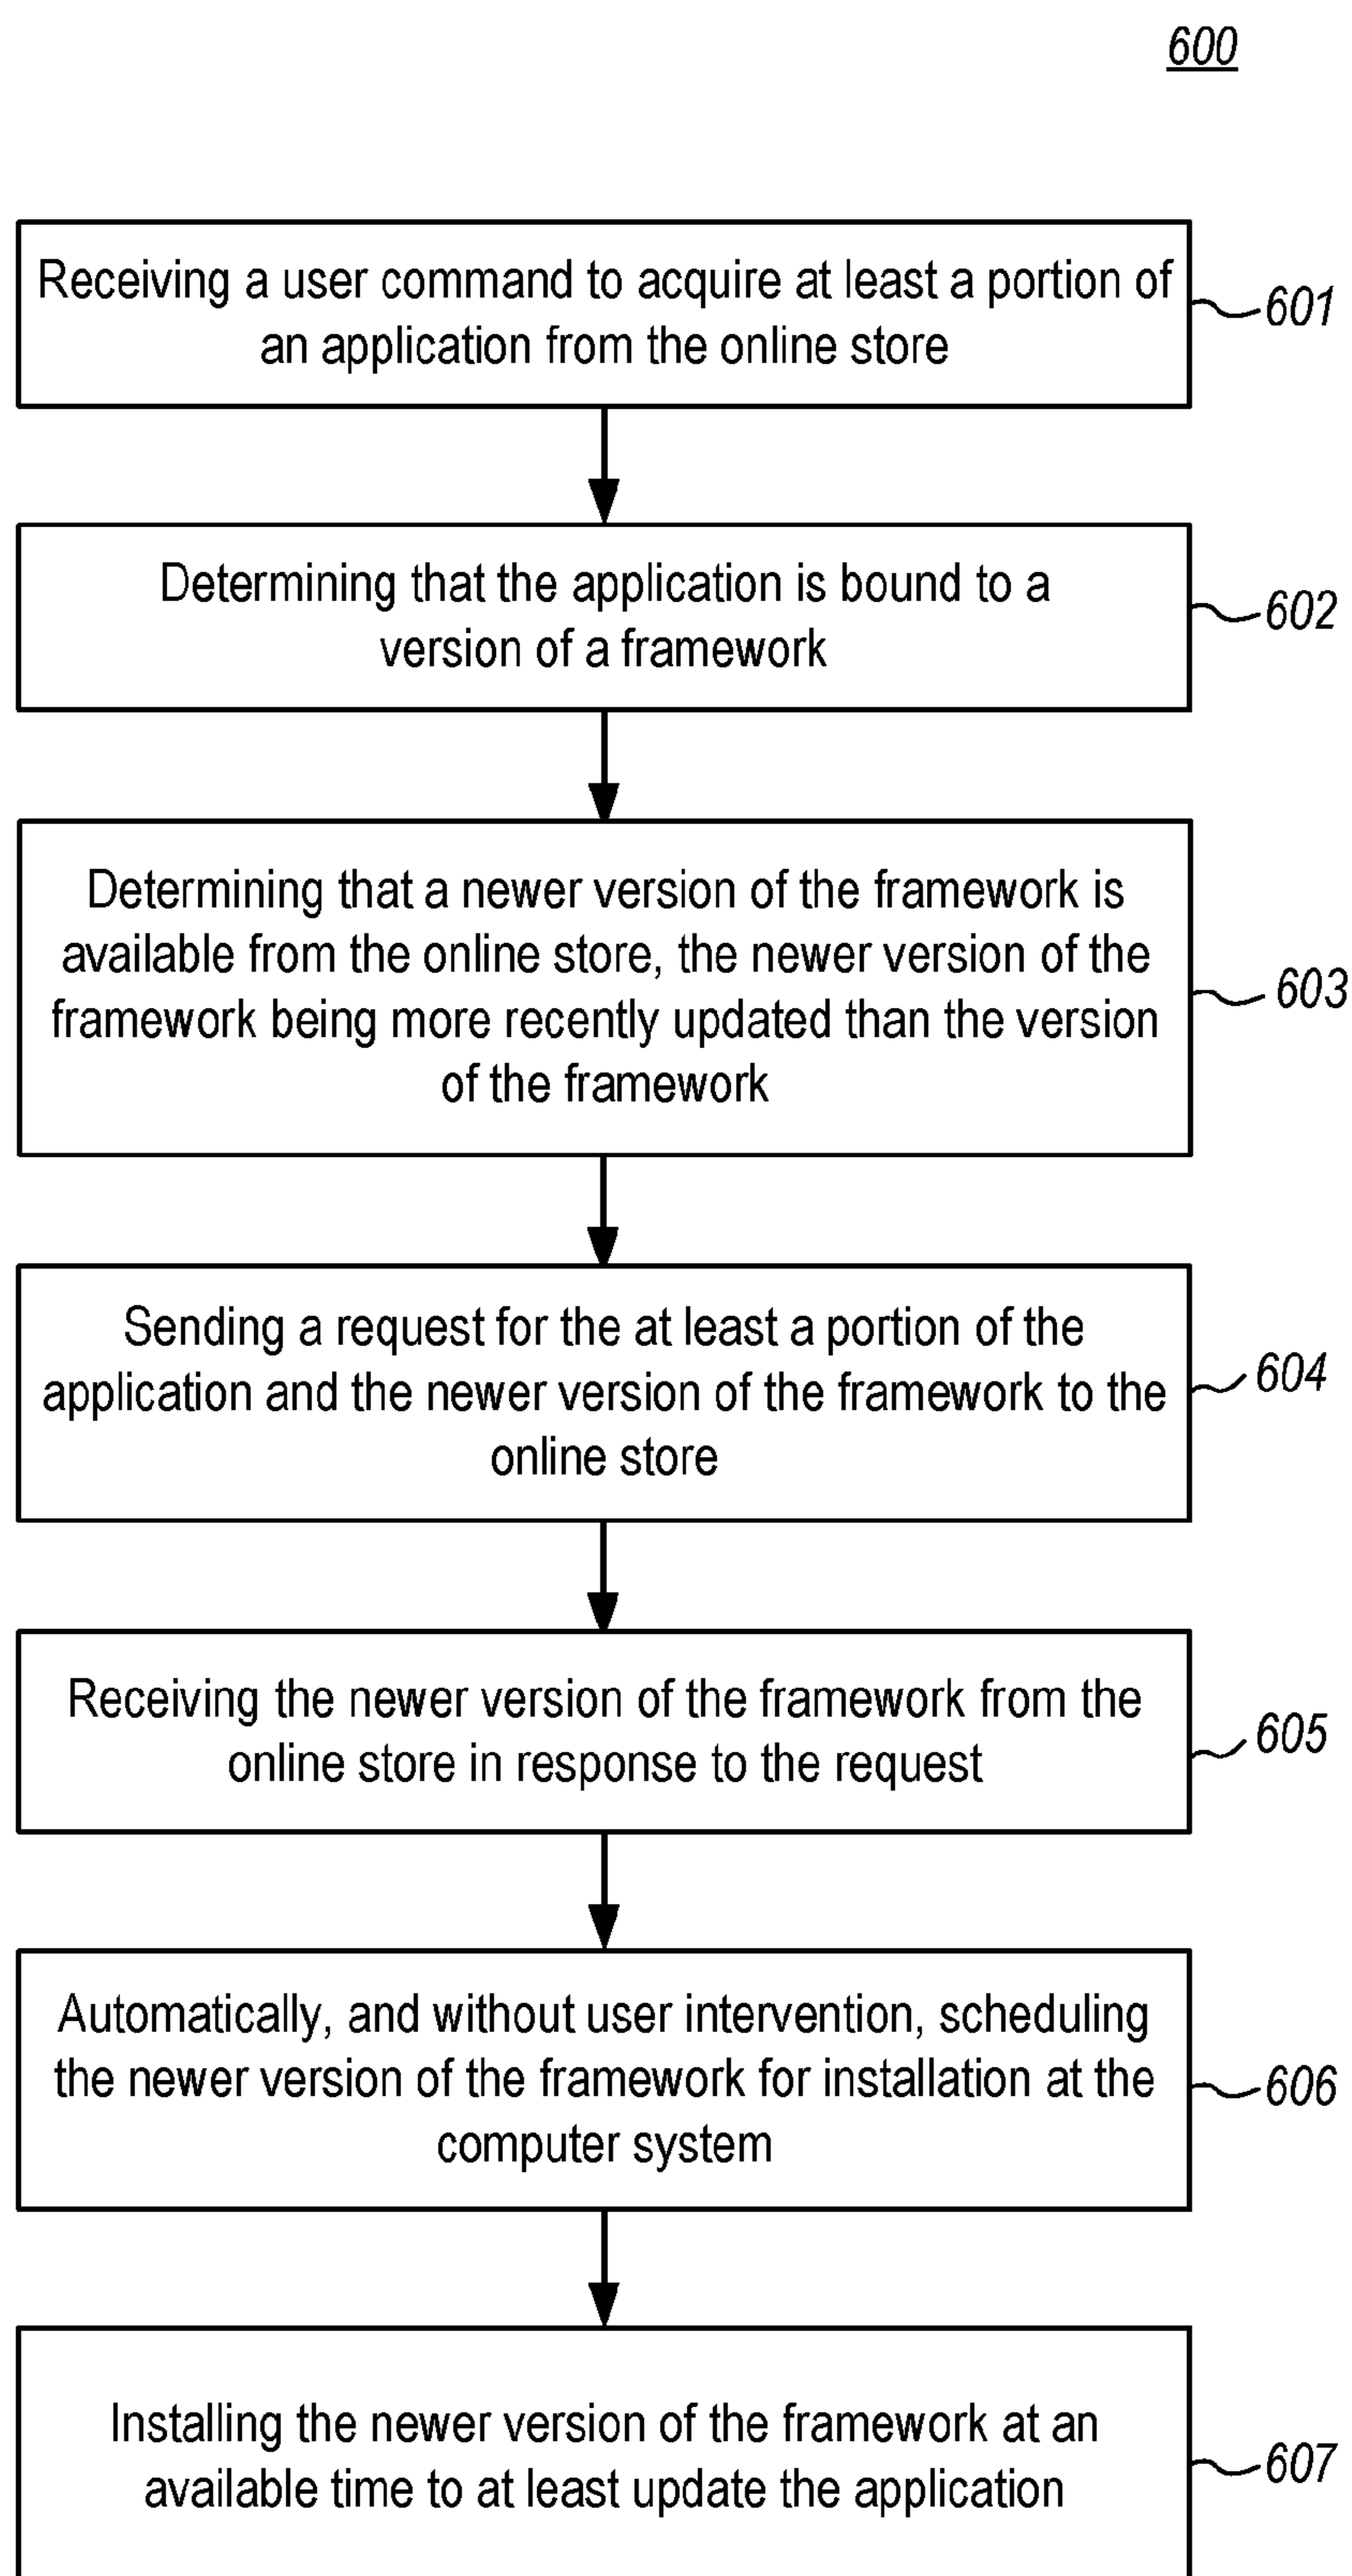 600
Receiving a user command to acquire at least a portion of
an application from the online store
601
Determining that the application is bound to a
version of a framework
602
Determining that a newer version of the framework is
available from the online store, the newer version of the
framework being more recently updated than the version
of the framework
603
Sending a request for the at least a portion of the
application and the newer version of the framework to the
online store
604
Receiving the newer version of the framework from the
online store in response to the request
605
Automatically, and without user intervention, scheduling
the newer version of the framework for installation at the
computer system
606
Installing the newer version of the framework at an
available time to at least update the application
607